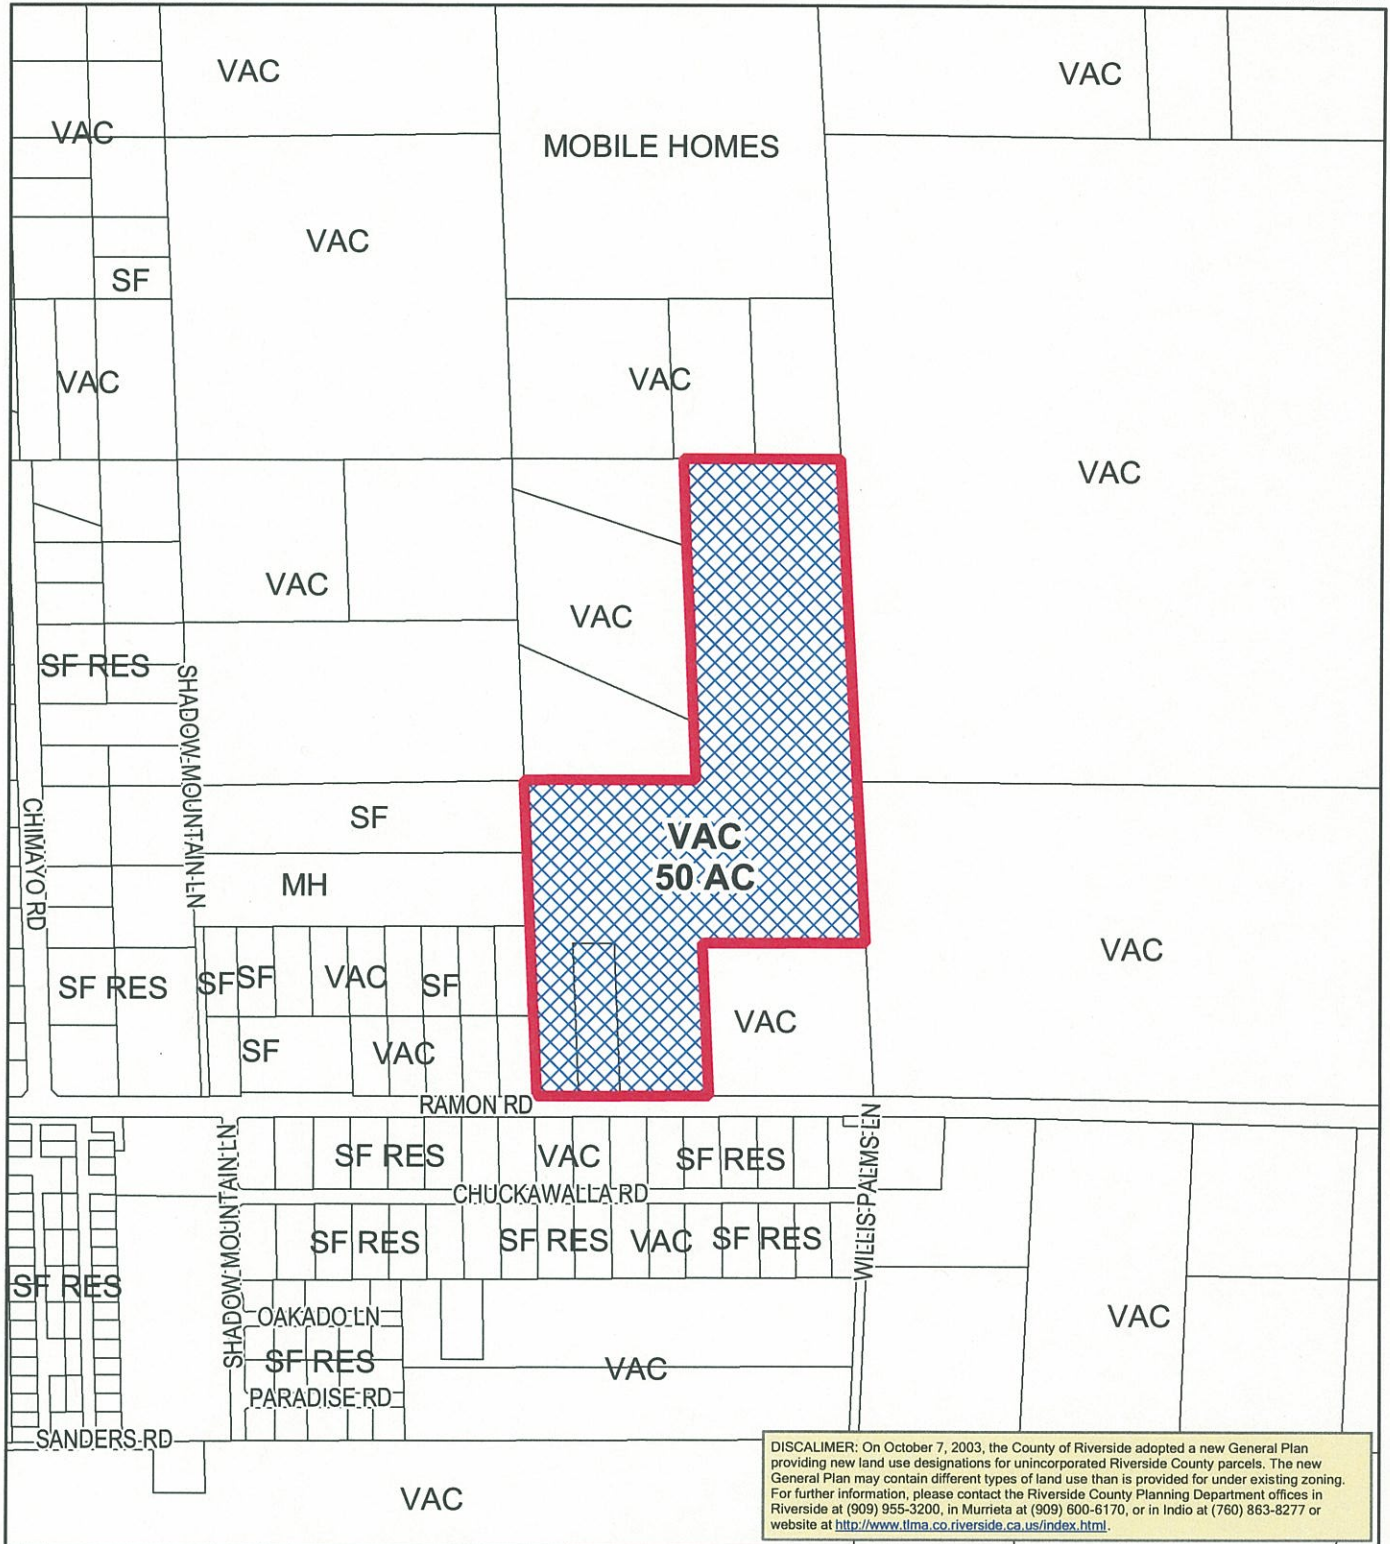 VAC
VAC
VAC
MOBILE HOMES
VAC
SF
VAC
VAC
VAC
VAC
VAC
SF RES
SHADOW MOUNTAIN LN
CHIMAYO RD
SF
VAC
50 AC
MH
VAC
SF RES
SF
SF
VAC
SF
VAC
SF
VAC
RAMON RD
SHADOW MOUNTAIN LN
SF RES
VAC
SF RES
WILLIS PALMS LN
CHUCKAWALLA RD
SF RES
SF RES
VAC
SF RES
SF RES
OAKADO LN
VAC
SF RES
VAC
PARADISE RD
SANDERS RD
VAC
DISCALIMER: On October 7, 2003, the County of Riverside adopted a new General Plan
providing new land use designations for unincorporated Riverside County parcels. The new
General Plan may contain different types of land use than is provided for under existing zoning.
For further information, please contact the Riverside County Planning Department offices in
Riverside at (909) 955-3200, in Murrieta at (909) 600-6170, or in Indio at (760) 863-8277 or
website at http://www.tlma.co.riverside.ca.us/index.html.